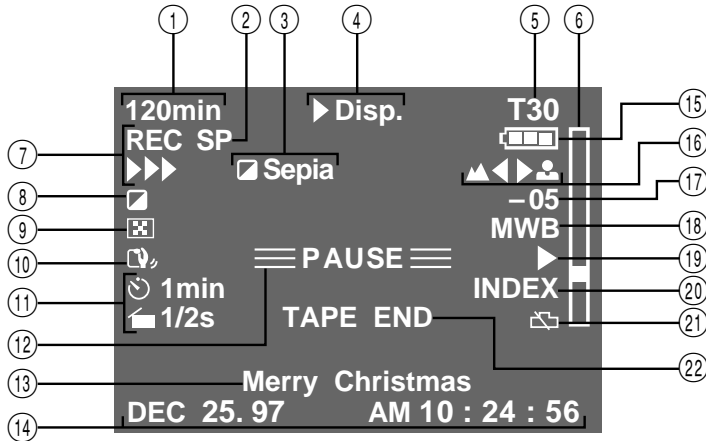 1 2 3 4 5 6
120min ▶ Disp. T30
REC SP
Sepia
– 05
MWB
PAUSE
1min INDEX
1/2s TAPE END
Merry Christmas
DEC 25. 97 AM 10 : 24 : 56
7
8
9
10
11
12
13
14
15
16
17
18
19
20
21
22